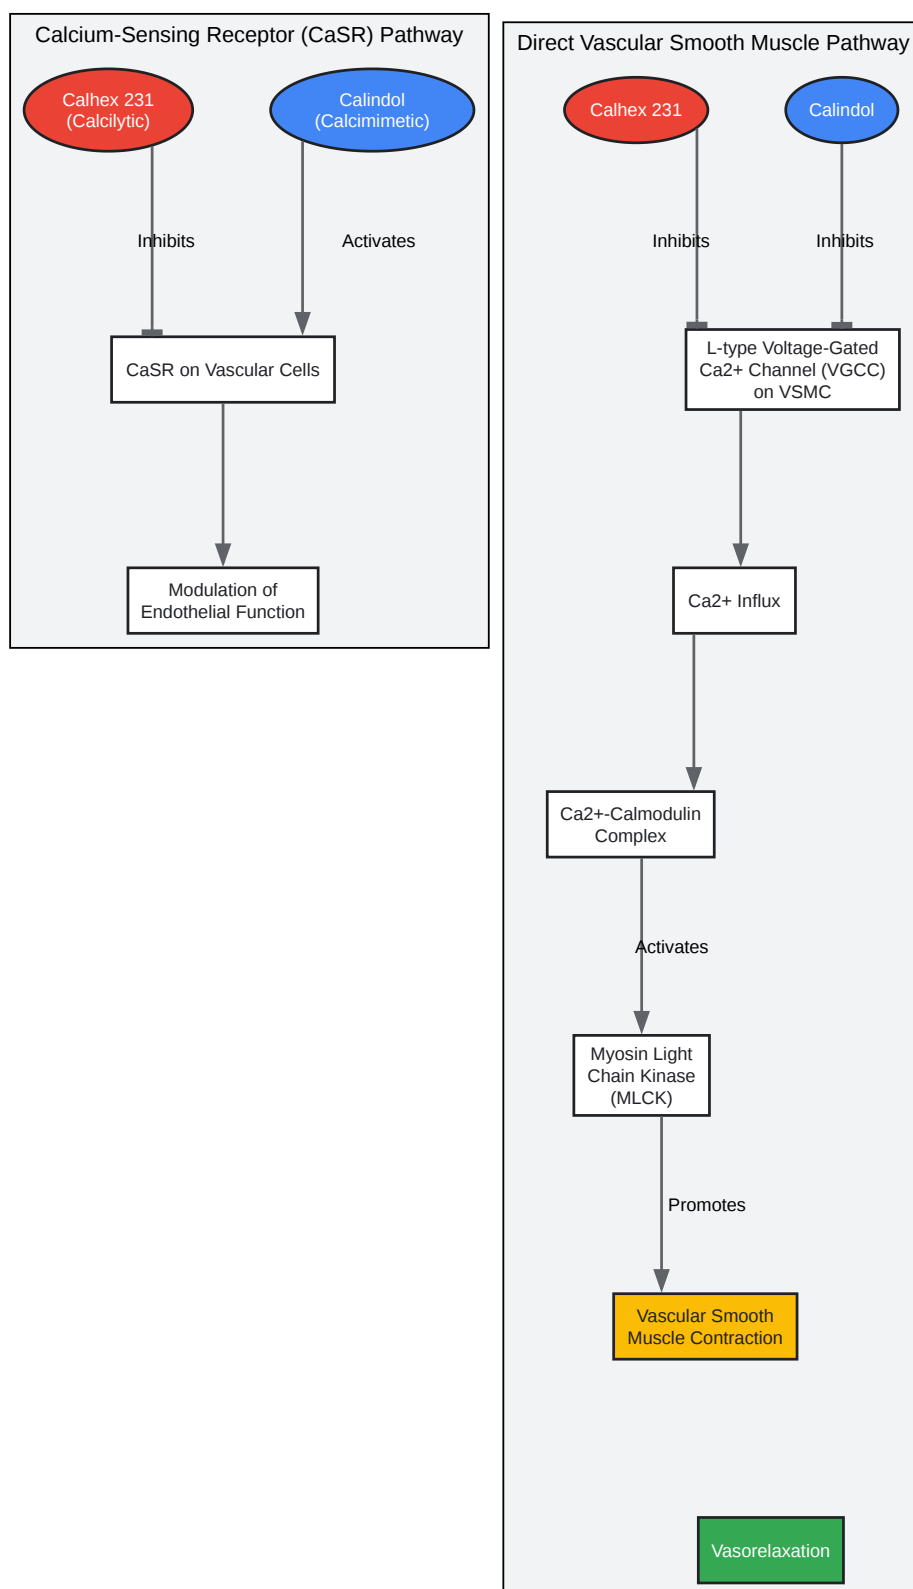 Calcium-Sensing Receptor (CaSR) Pathway
Calhex 231
(Calcilytic)
Calindol
(Calcimimetic)
Inhibits
Activates
CaSR on Vascular Cells
Modulation of
Endothelial Function
Direct Vascular Smooth Muscle Pathway
Calhex 231
Calindol
Inhibits
Inhibits
L-type Voltage-Gated
Ca2+ Channel (VGCC)
on VSMC
Ca2+ Influx
Ca2+-Calmodulin
Complex
Activates
Myosin Light
Chain Kinase
(MLCK)
Promotes
Vascular Smooth
Muscle Contraction
Vasorelaxation